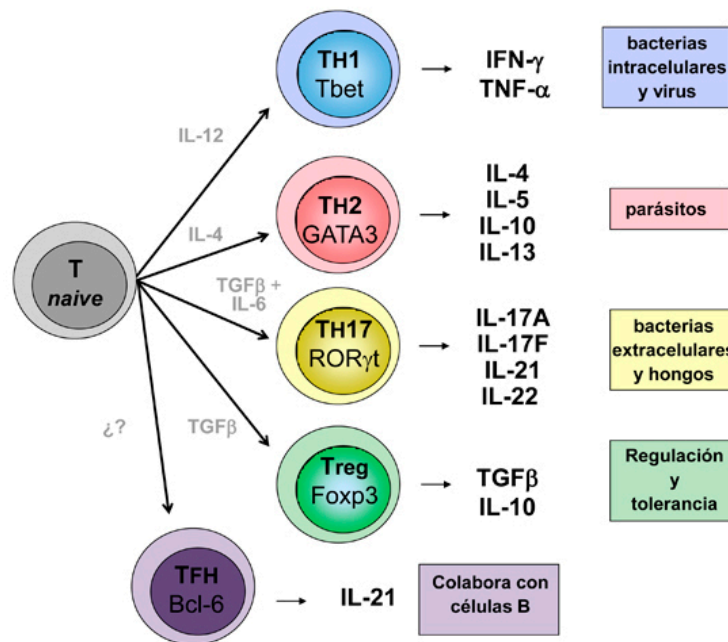 TH1
Tbet
IFN-γ
TNF-α
bacterias
intracelulares
y virus
IL-12
TH2
GATA3
IL-4
IL-5
IL-10
IL-13
parásitos
IL-4
T
naive
TGFβ +
IL-6
TH17
RORγt
IL-17A
IL-17F
IL-21
IL-22
bacterias
extracelulares
y hongos
¿?
TGFβ
Treg
Foxp3
TGFβ
IL-10
Regulación
y
tolerancia
TFH
Bcl-6
IL-21
Colabora con
células B